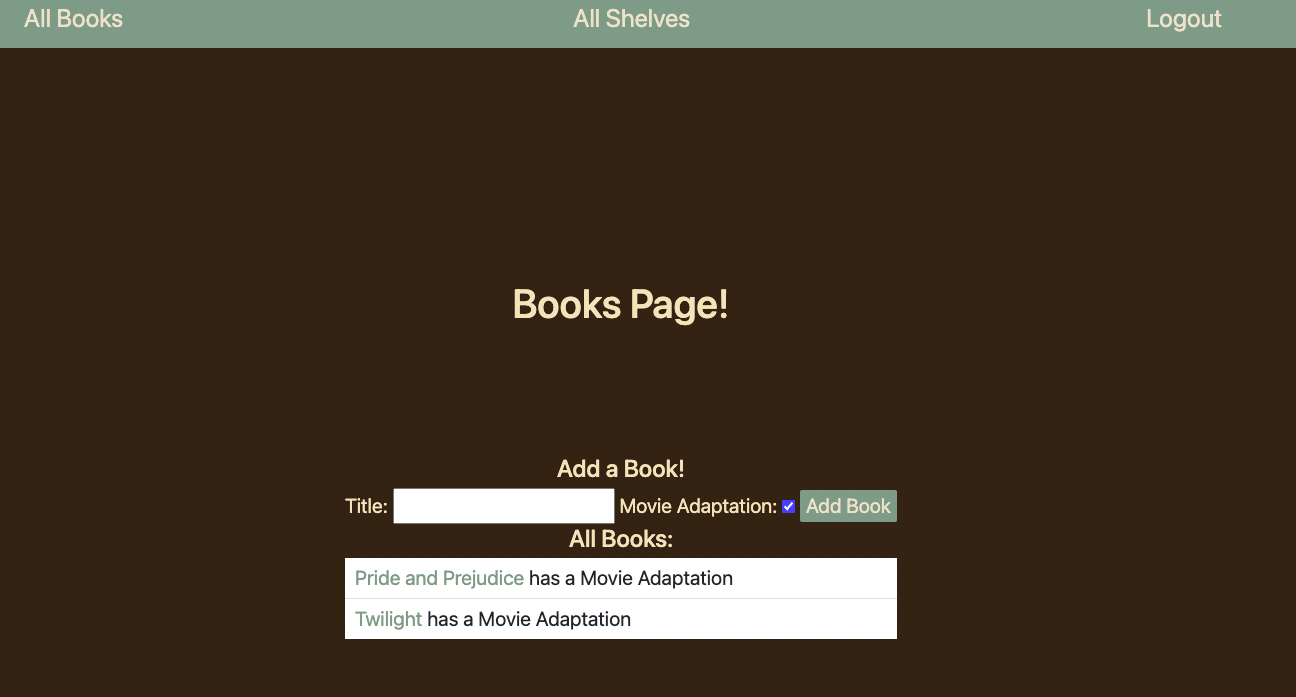 All Books All Shelves Logout
Books Page!
Add a Book!
Title: Movie Adaptation: Add Book
All Books:
Pride and Prejudice has a Movie Adaptation
Twilight has a Movie Adaptation